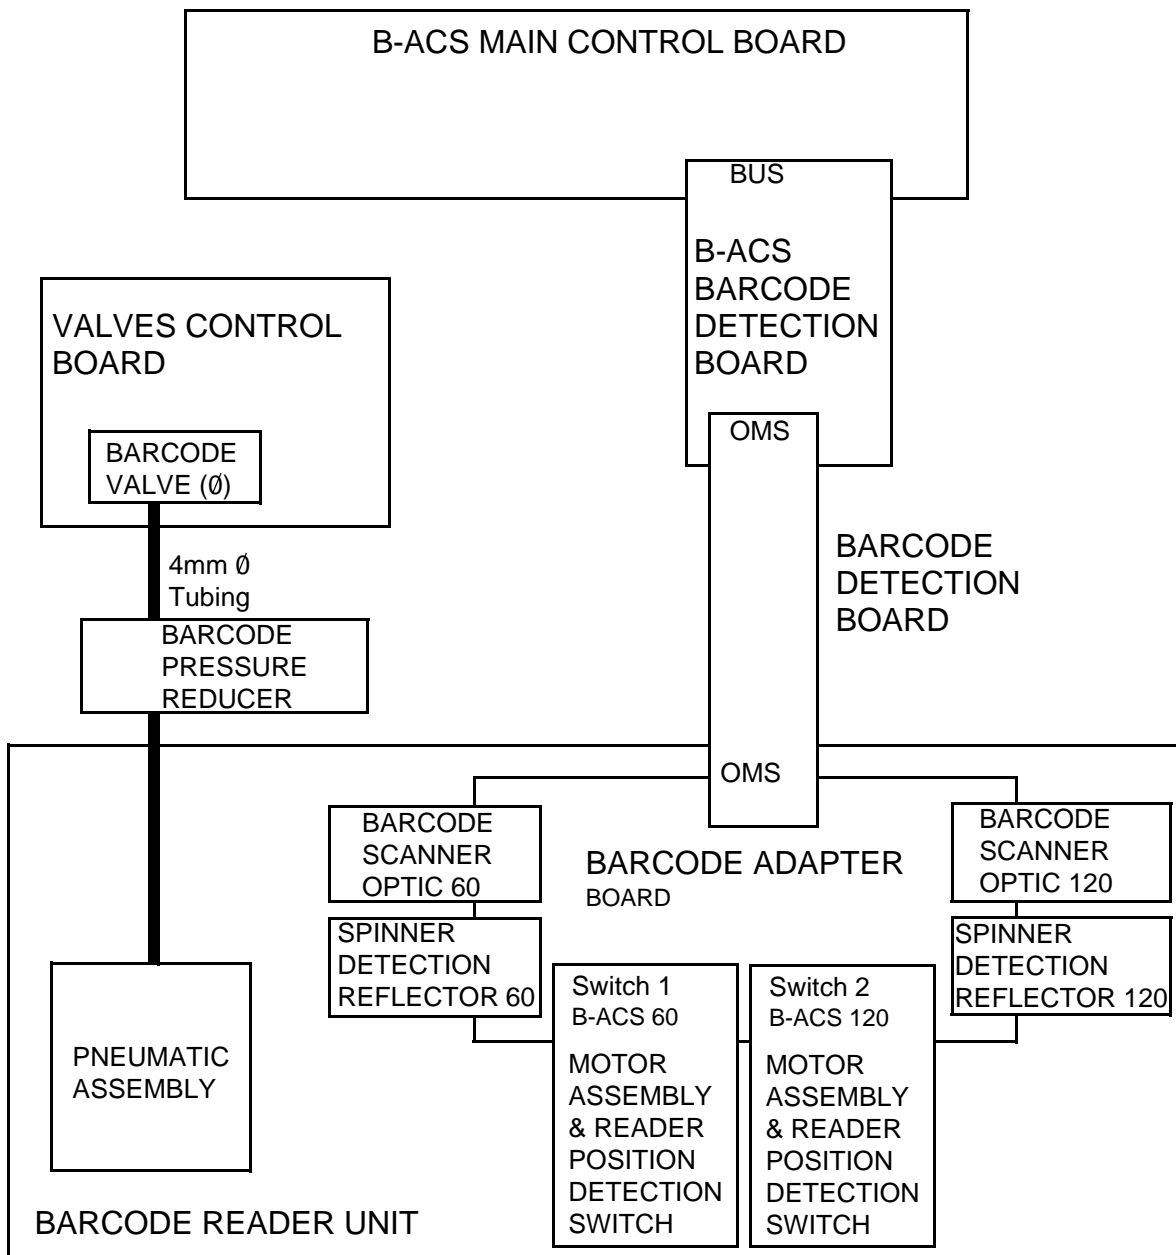 B-ACS MAIN CONTROL BOARD
BUS
B-ACS
BARCODE
DETECTION
BOARD
VALVES CONTROL
BOARD
BARCODE
VALVE (Ø)
OMS
4mm Ø
Tubing
BARCODE
DETECTION
BOARD
BARCODE
PRESSURE
REDUCER
OMS
BARCODE
SCANNER
OPTIC 60
BARCODE ADAPTER
BOARD
BARCODE
SCANNER
OPTIC 120
SPINNER
DETECTION
REFLECTOR 60
SPINNER
DETECTION
REFLECTOR 120
Switch 1
B-ACS 60
MOTOR
ASSEMBLY
& READER
POSITION
DETECTION
SWITCH
Switch 2
B-ACS 120
MOTOR
ASSEMBLY
& READER
POSITION
DETECTION
SWITCH
PNEUMATIC
ASSEMBLY
BARCODE READER UNIT